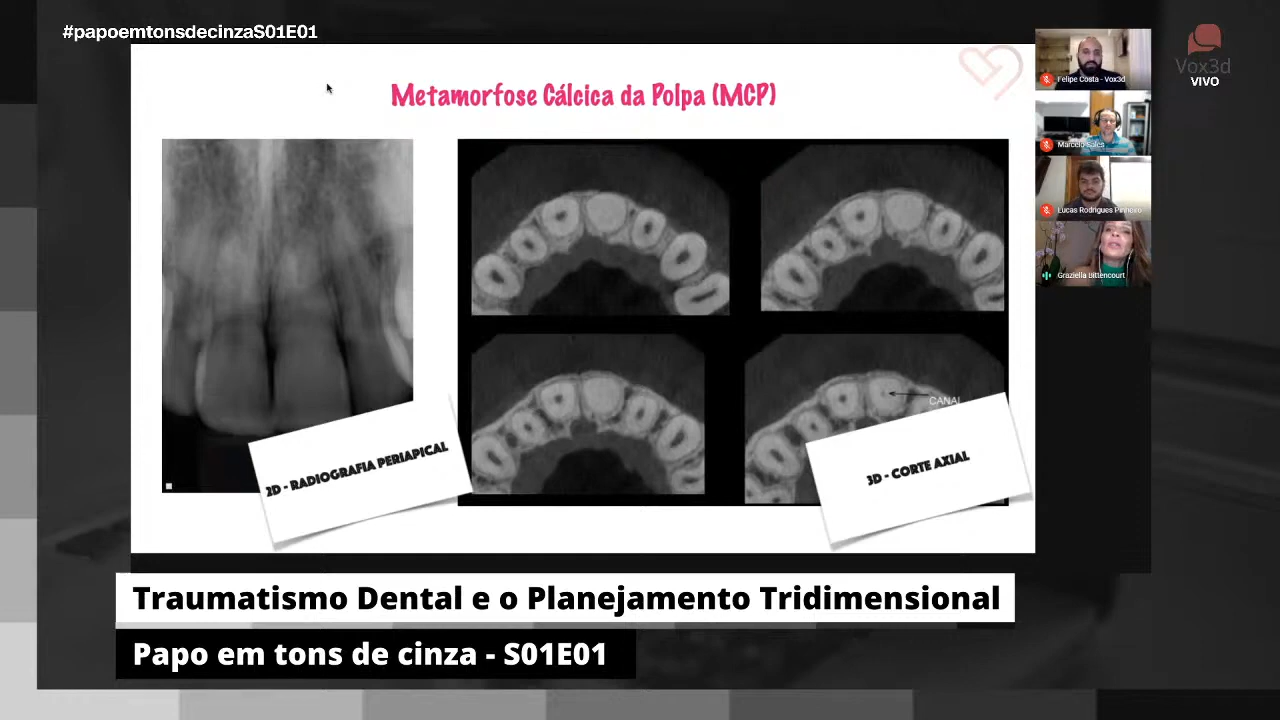 #papoemtonsdecinzaS01E01
Metamorfose Cálcica da Polpa (MCP)
2D - RADIOGRAFIA PERIAPICAL
CANAL
3D - CORTE AXIAL
Felipe Costa - Vox3d
Marcelo Sales
Lucas Rodrigues Pinheiro
Graziella Bittencourt
Vox3d
VIVO
Traumatismo Dental e o Planejamento Tridimensional
Papo em tons de cinza - S01E01